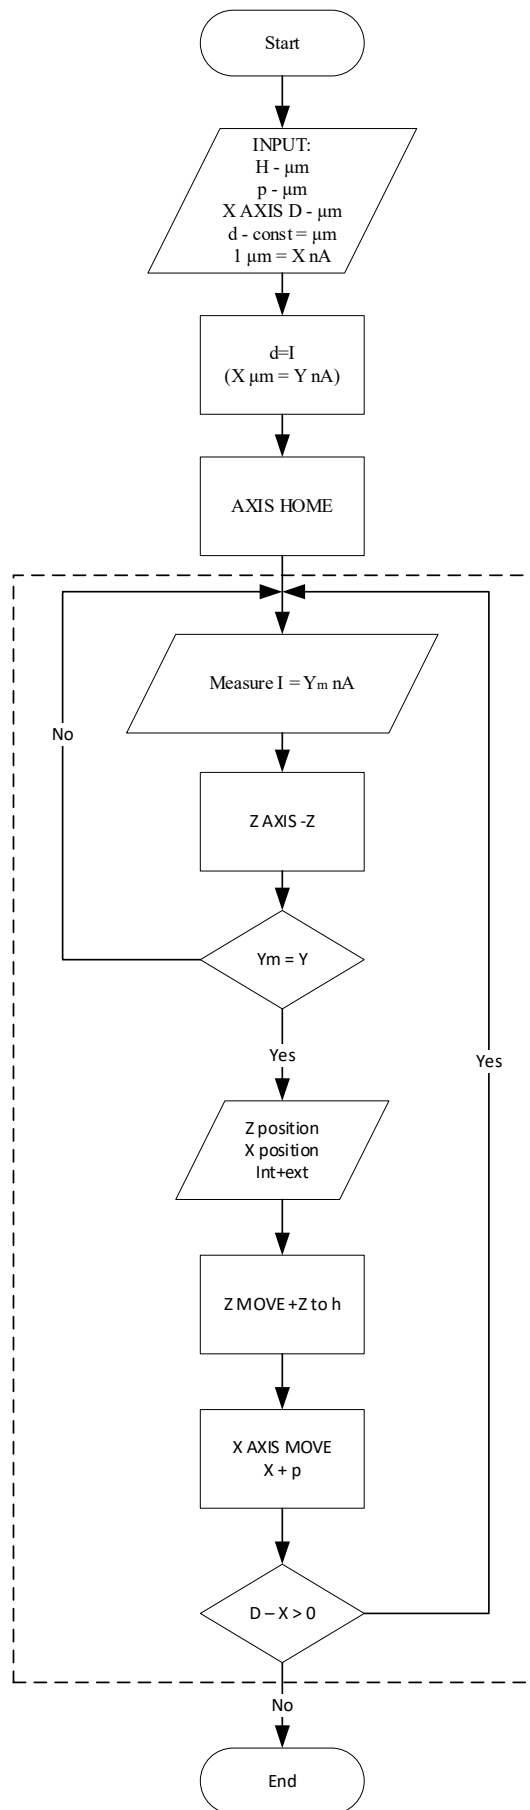 Start
INPUT:
H - μm
p - μm
X AXIS D - μm
d - const = μm
1 μm = X nA
d=I
(X μm = Y nA)
AXIS HOME
Measure I = Yₘ nA
No
Z AXIS -Z
Ym = Y
Yes
Yes
Z position
X position
Int+ext
Z MOVE +Z to h
X AXIS MOVE
X + p
D – X > 0
No
End